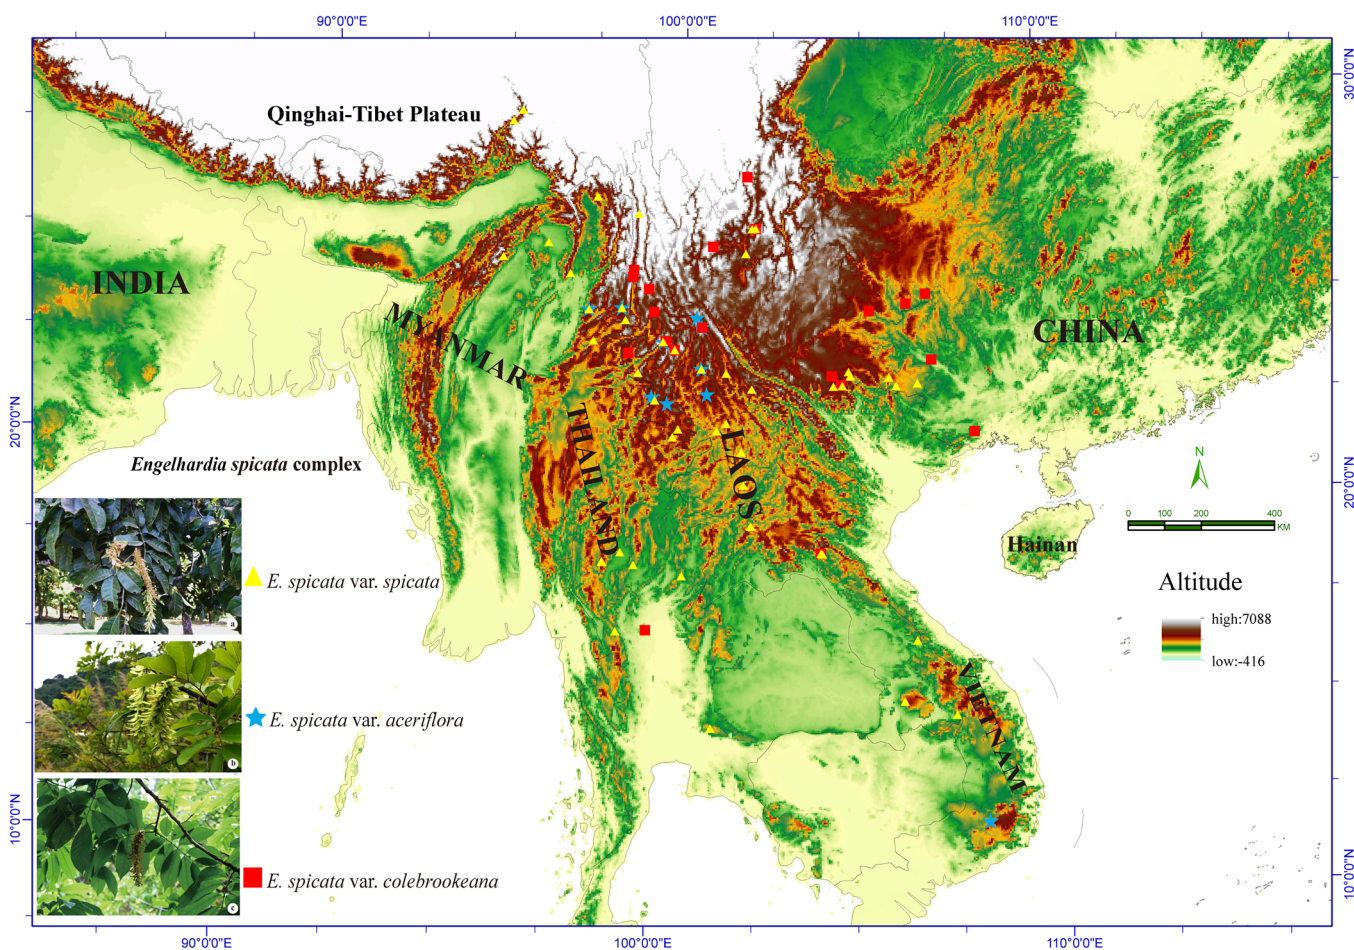 90°0'0"E
100°0'0"E
110°0'0"E
30°0'0"N
Qinghai-Tibet Plateau
INDIA
MYANMAR
CHINA
20°0'0"N
THAILAND
LAOS
Engelhardia spicata complex
20°0'0"N
N
0 100 200 400
KM
Hainan
a
E. spicata var. spicata
Altitude
high:7088
low:-416
b
E. spicata var. aceriflora
VIETNAM
10°0'0"N
c
E. spicata var. colebrookeana
10°0'0"N
90°0'0"E
100°0'0"E
110°0'0"E